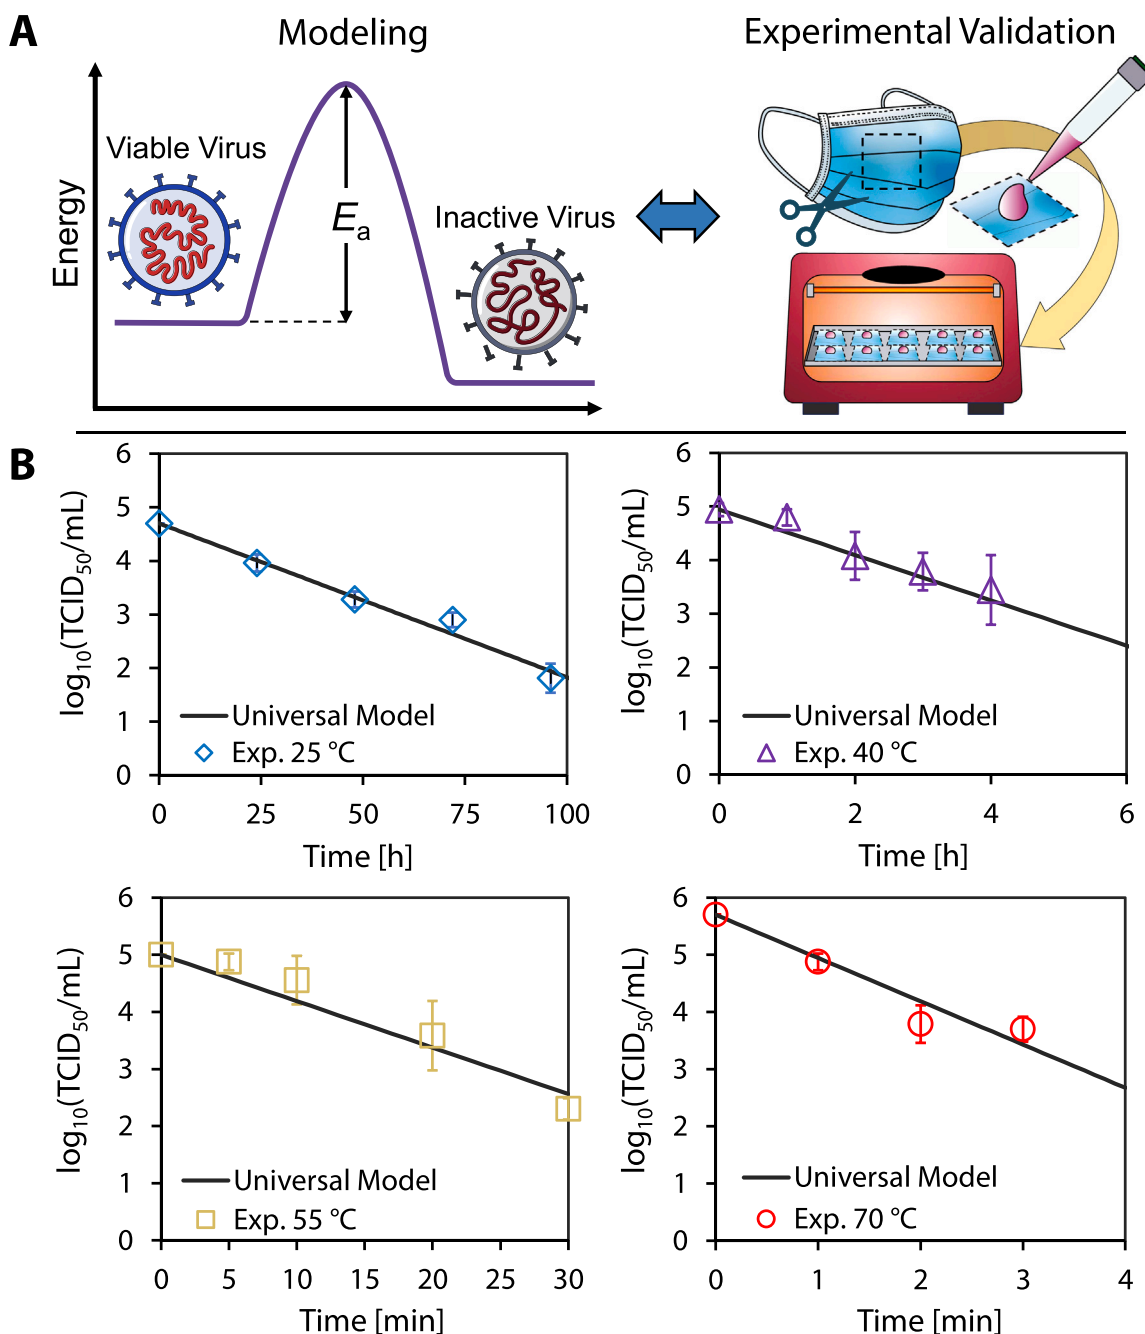 A
Modeling
Experimental Validation
Energy
Viable Virus
Eₐ
Inactive Virus
B
log₁₀(TCID₅₀/mL)
6
5
4
3
2
1
0
Universal Model
Exp. 25 °C
0 25 50 75 100
Time [h]
log₁₀(TCID₅₀/mL)
6
5
4
3
2
1
0
Universal Model
Exp. 40 °C
0 2 4 6
Time [h]
log₁₀(TCID₅₀/mL)
6
5
4
3
2
1
0
Universal Model
Exp. 55 °C
0 5 10 15 20 25 30
Time [min]
log₁₀(TCID₅₀/mL)
6
5
4
3
2
1
0
Universal Model
Exp. 70 °C
0 1 2 3 4
Time [min]